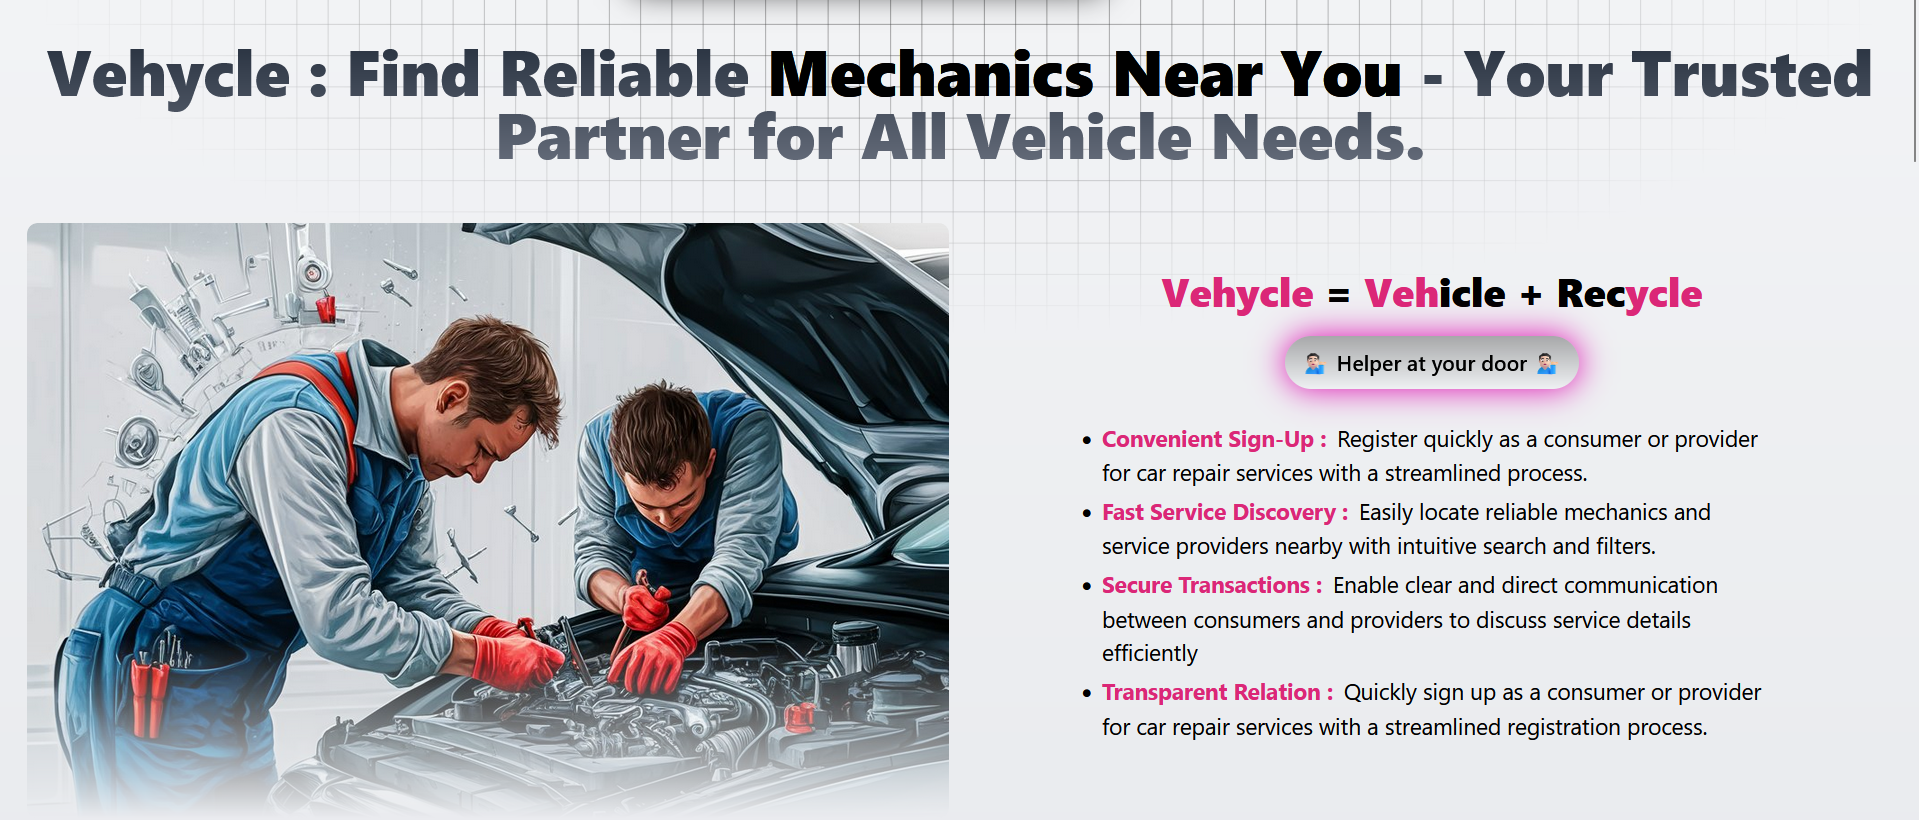 Vehycle : Find Reliable Mechanics Near You - Your Trusted
Partner for All Vehicle Needs.
Vehycle = Vehicle + Recycle
Helper at your door
Convenient Sign-Up : Register quickly as a consumer or provider
for car repair services with a streamlined process.
Fast Service Discovery : Easily locate reliable mechanics and
service providers nearby with intuitive search and filters.
Secure Transactions : Enable clear and direct communication
between consumers and providers to discuss service details
efficiently
Transparent Relation : Quickly sign up as a consumer or provider
for car repair services with a streamlined registration process.